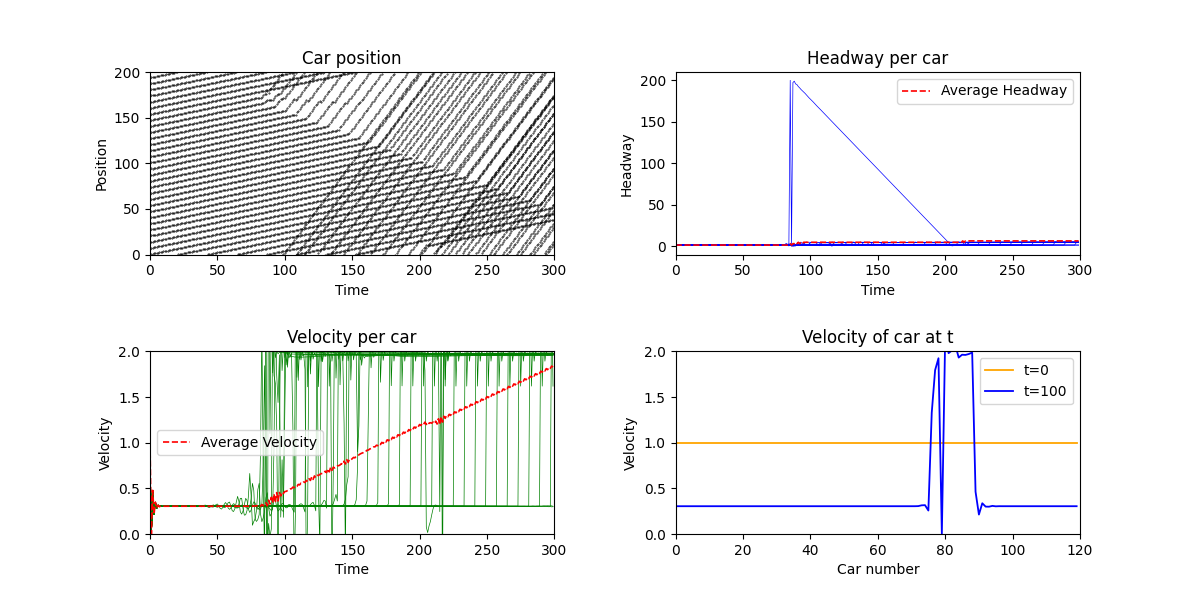 Car position
Position
200
150
100
50
0
0 50 100 150 200 250 300
Time
Headway per car
Headway
200
150
100
50
0
Average Headway
0 50 100 150 200 250 300
Time
Velocity per car
Velocity
2.0
1.5
1.0
0.5
0.0
Average Velocity
0 50 100 150 200 250 300
Time
Velocity of car at t
Velocity
2.0
1.5
1.0
0.5
0.0
t=0
t=100
0 20 40 60 80 100 120
Car number